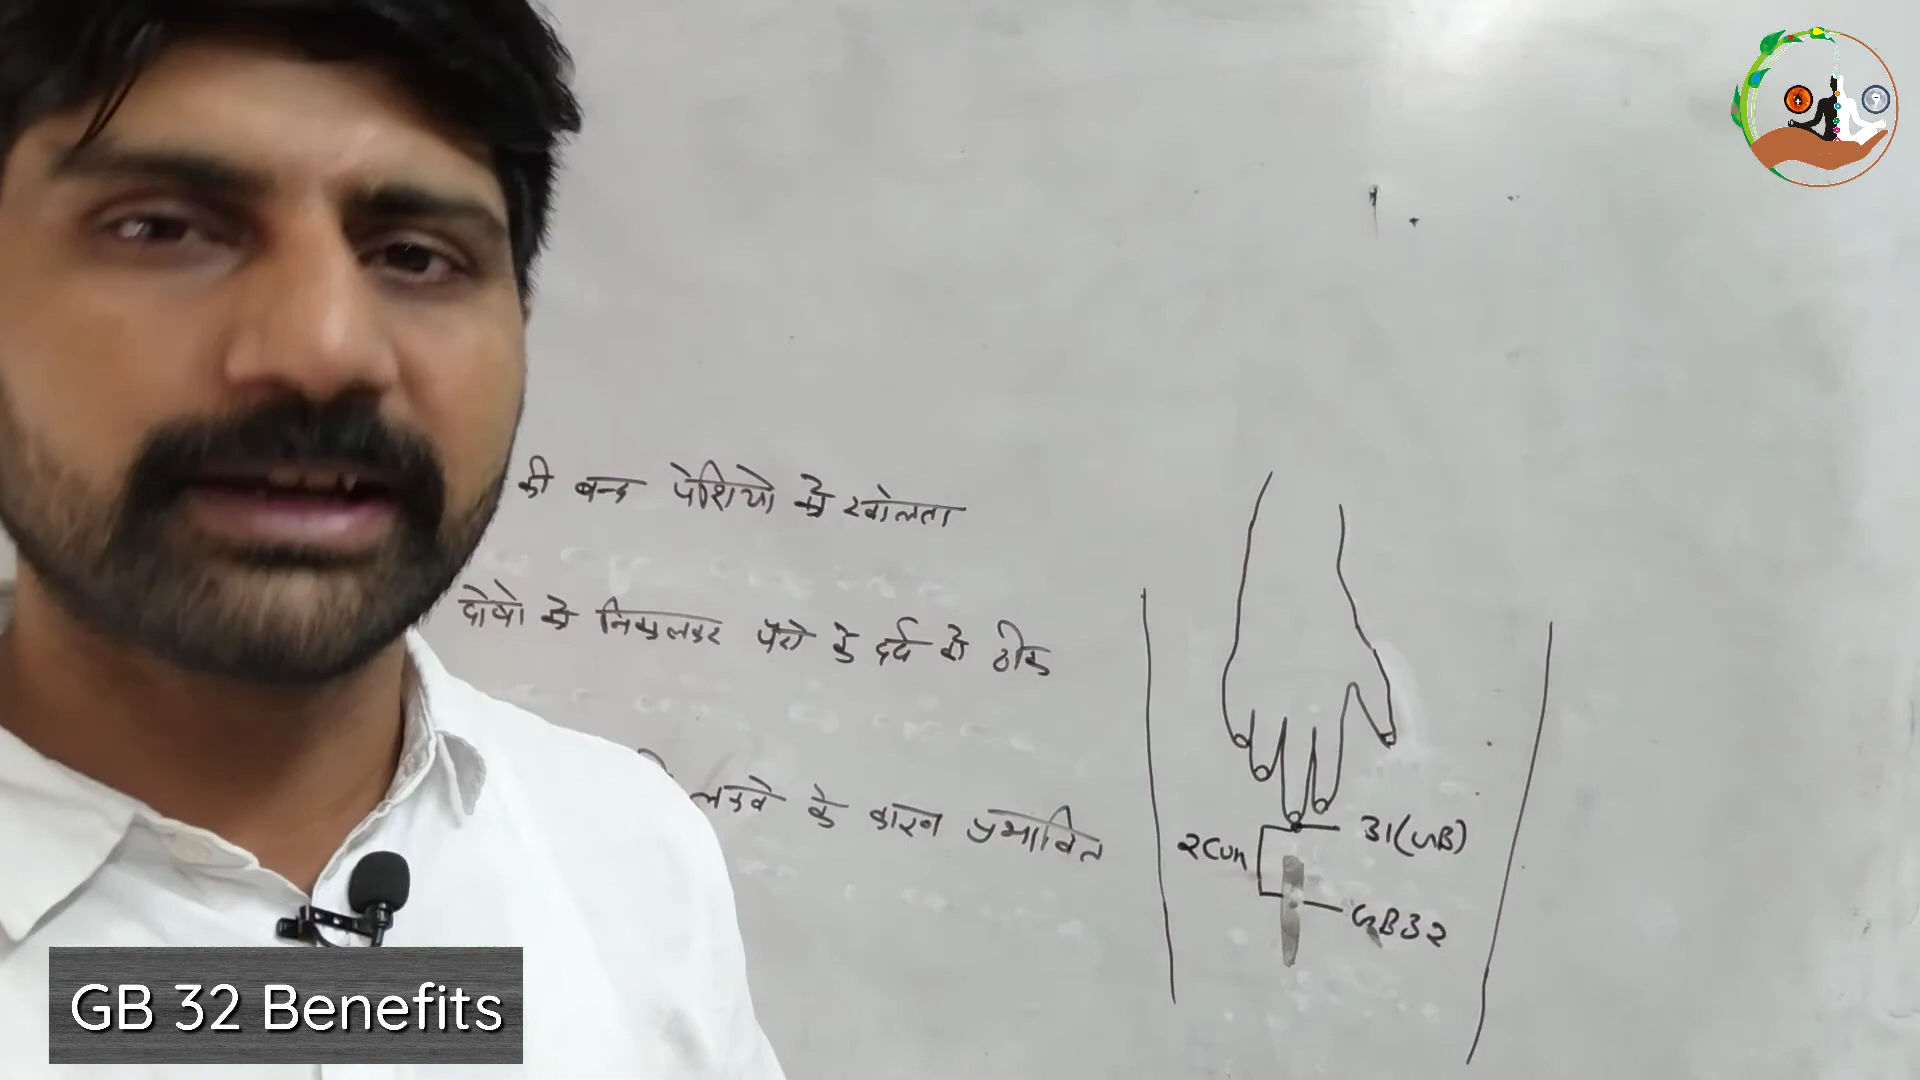 की बन्द पेशियो को खोलता
दोषो को निकालकर पैरो के दर्द को ठीक
लकवे के कारण प्रभावित
31(GB)
2Cun
GB32
GB 32 Benefits